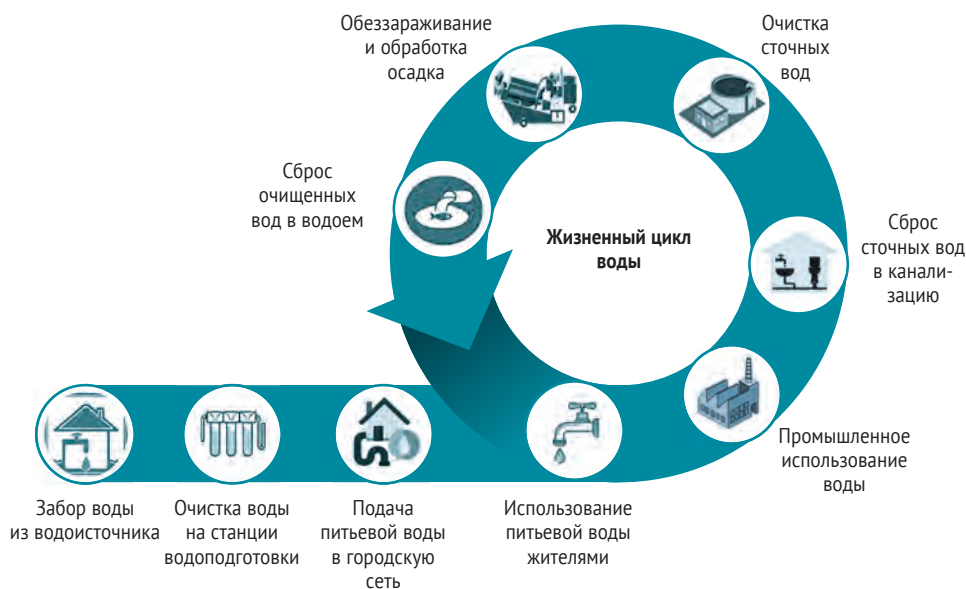 Обеззараживание
и обработка
осадка
Очистка
сточных
вод
Сброс
очищенных
вод в водоем
Жизненный цикл
воды
Сброс
сточных вод
в канали-
зацию
Промышленное
использование
воды
Забор воды
из водоисточника
Очистка воды
на станции
водоподготовки
Подача
питьевой воды
в городскую
сеть
Использование
питьевой воды
жителями